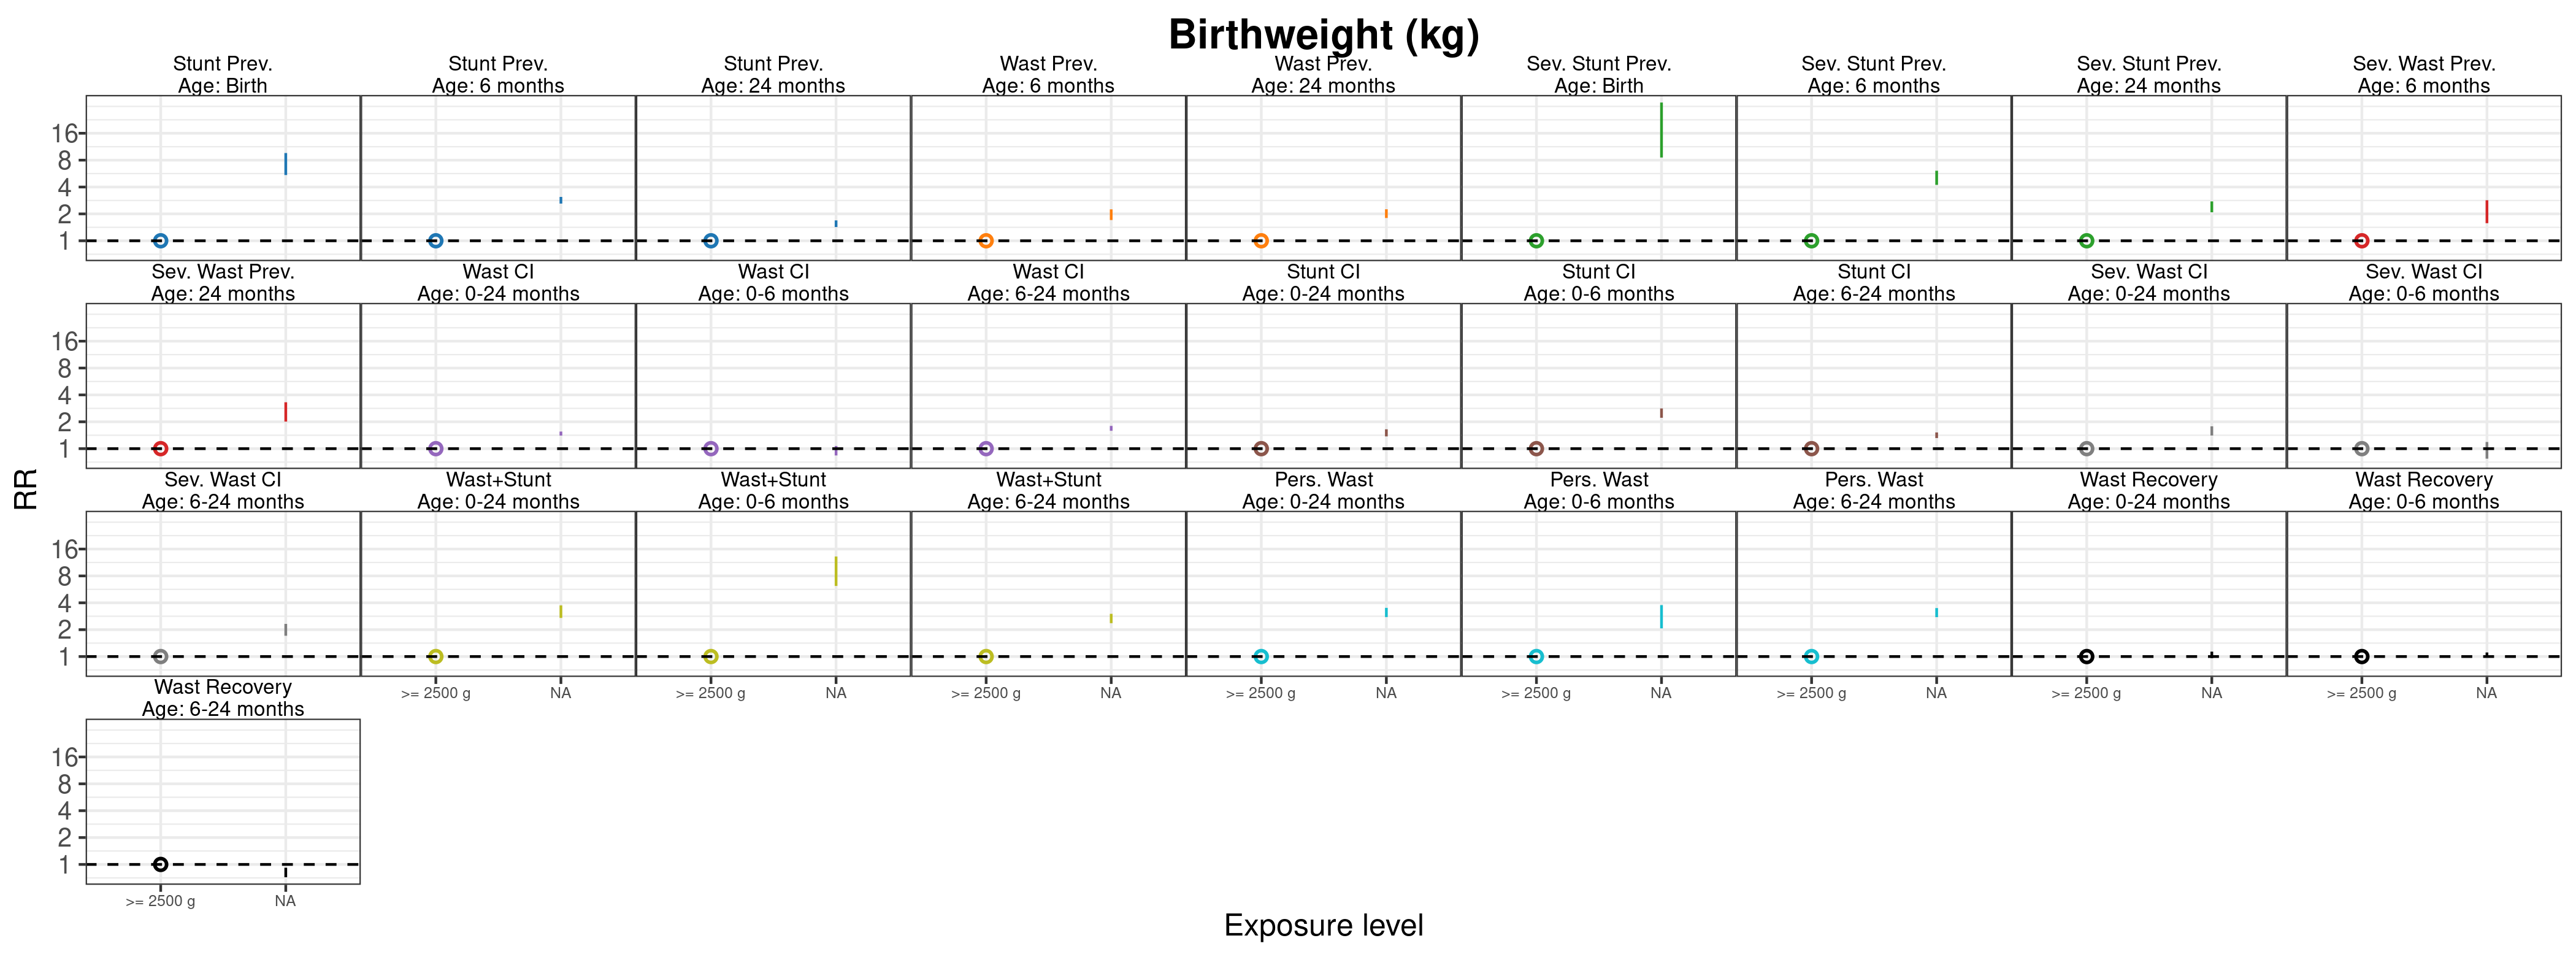 Birthweight (kg)
Stunt Prev.
Age: Birth
Stunt Prev.
Age: 6 months
Stunt Prev.
Age: 24 months
Wast Prev.
Age: 6 months
Wast Prev.
Age: 24 months
Sev. Stunt Prev.
Age: Birth
Sev. Stunt Prev.
Age: 6 months
Sev. Stunt Prev.
Age: 24 months
Sev. Wast Prev.
Age: 6 months
16
8
4
2
1
Sev. Wast Prev.
Age: 24 months
Wast CI
Age: 0-24 months
Wast CI
Age: 0-6 months
Wast CI
Age: 6-24 months
Stunt CI
Age: 0-24 months
Stunt CI
Age: 0-6 months
Stunt CI
Age: 6-24 months
Sev. Wast CI
Age: 0-24 months
Sev. Wast CI
Age: 0-6 months
16
8
4
2
1
RR
Sev. Wast CI
Age: 6-24 months
Wast+Stunt
Age: 0-24 months
Wast+Stunt
Age: 0-6 months
Wast+Stunt
Age: 6-24 months
Pers. Wast
Age: 0-24 months
Pers. Wast
Age: 0-6 months
Pers. Wast
Age: 6-24 months
Wast Recovery
Age: 0-24 months
Wast Recovery
Age: 0-6 months
16
8
4
2
1
>= 2500 g NA
>= 2500 g NA
>= 2500 g NA
>= 2500 g NA
>= 2500 g NA
>= 2500 g NA
>= 2500 g NA
>= 2500 g NA
Wast Recovery
Age: 6-24 months
16
8
4
2
1
>= 2500 g NA
Exposure level